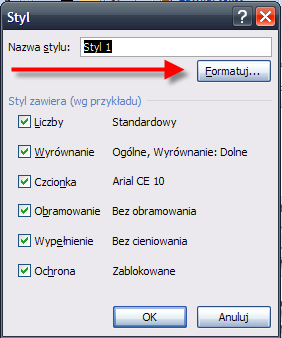 Styl
Nazwa stylu: Styl 1
Formatuj...
Styl zawiera (wg przykładu)
Liczby Standardowy
Wyrównanie Ogólne, Wyrównanie: Dolne
Czcionka Arial CE 10
Obramowanie Bez obramowania
Wypełnienie Bez cieniowania
Ochrona Zablokowane
OK Anuluj